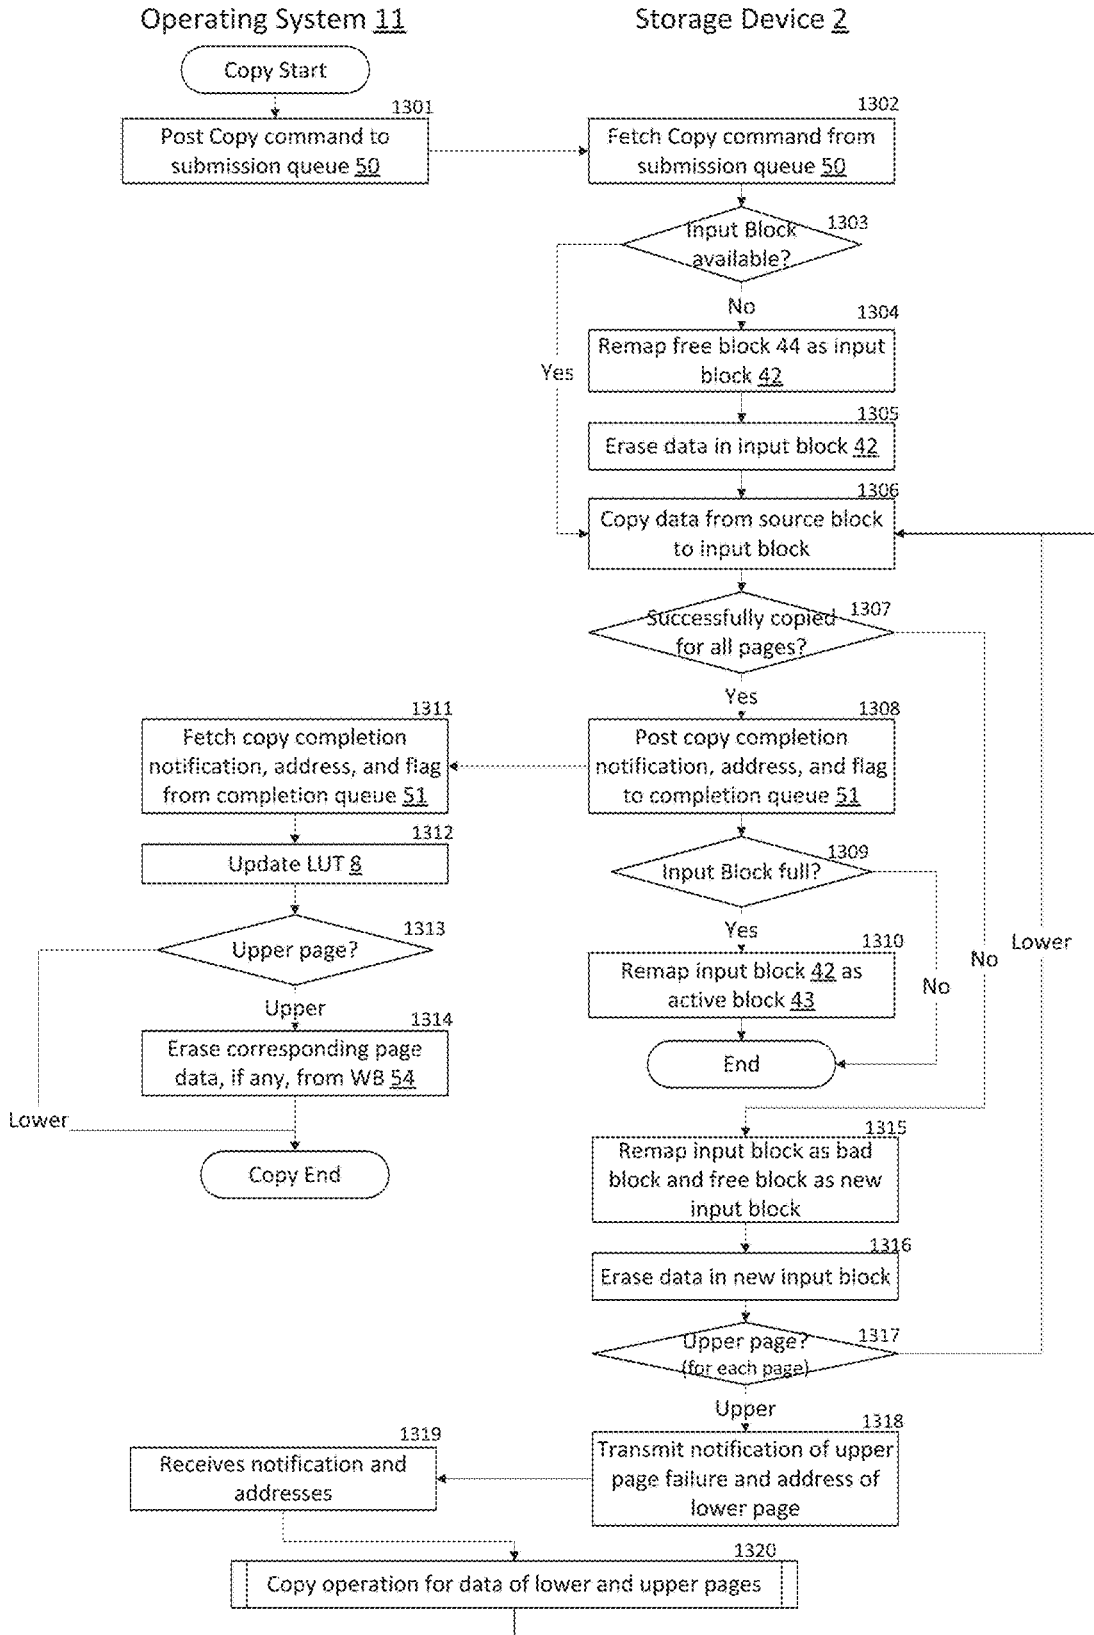 Operating System 11
Storage Device 2
Copy Start
1301
Post Copy command to
submission queue 50
1302
Fetch Copy command from
submission queue 50
1303
Input Block
available?
No
Yes
1304
Remap free block 44 as input
block 42
1305
Erase data in input block 42
1306
Copy data from source block
to input block
1307
Successfully copied
for all pages?
Yes
No
1308
Post copy completion
notification, address, and flag
to completion queue 51
1311
Fetch copy completion
notification, address, and flag
from completion queue 51
1312
Update LUT 8
1313
Upper page?
Upper
Lower
1314
Erase corresponding page
data, if any, from WB 54
Copy End
1309
Input Block full?
Yes
No
1310
Remap input block 42 as
active block 43
End
1315
Remap input block as bad
block and free block as new
input block
1316
Erase data in new input block
1317
Upper page?
(for each page)
Lower
Upper
1318
Transmit notification of upper
page failure and address of
lower page
1319
Receives notification and
addresses
1320
Copy operation for data of lower and upper pages